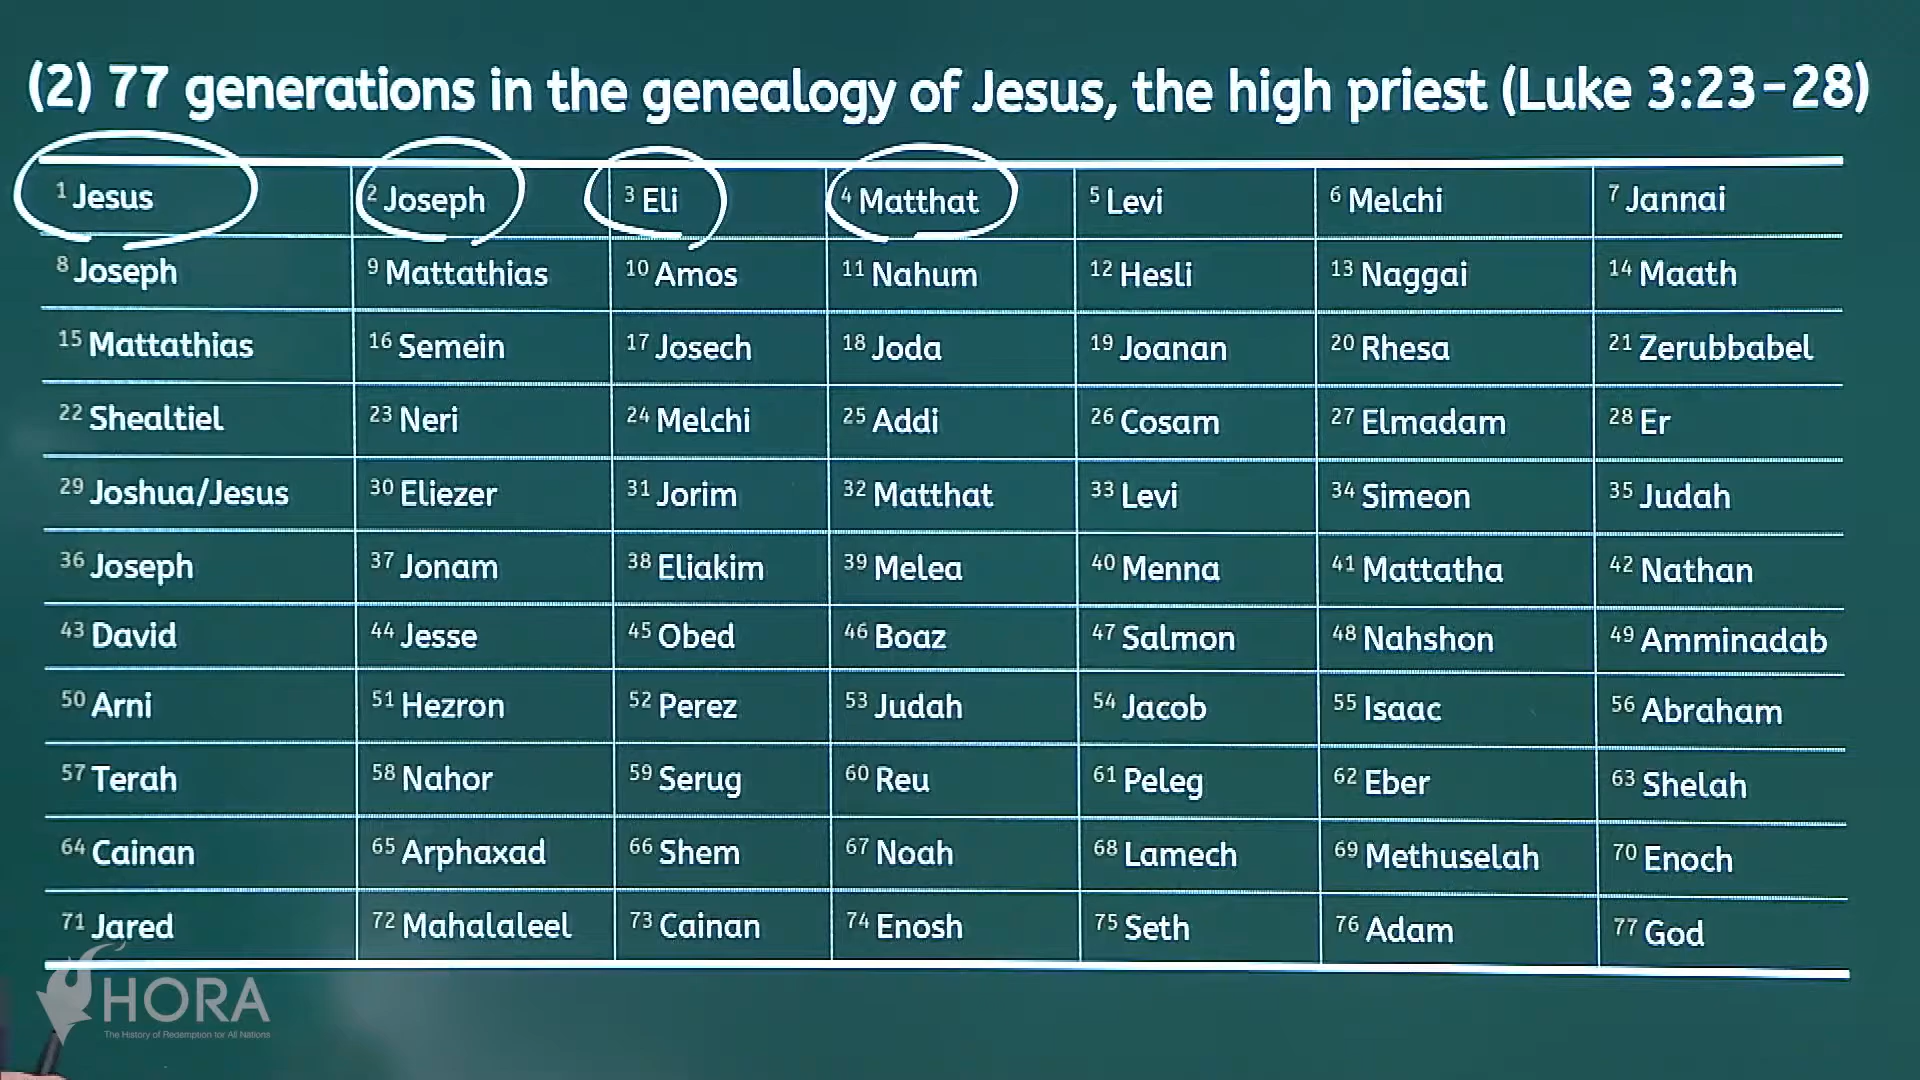 (2) 77 generations in the genealogy of Jesus, the high priest (Luke 3:23-28)
1 Jesus 2 Joseph 3 Eli 4 Matthat 5 Levi 6 Melchi 7 Jannai
8 Joseph 9 Mattathias 10 Amos 11 Nahum 12 Hesli 13 Naggai 14 Maath
15 Mattathias 16 Semein 17 Josech 18 Joda 19 Joanan 20 Rhesa 21 Zerubbabel
22 Shealtiel 23 Neri 24 Melchi 25 Addi 26 Cosam 27 Elmadam 28 Er
29 Joshua/Jesus 30 Eliezer 31 Jorim 32 Matthat 33 Levi 34 Simeon 35 Judah
36 Joseph 37 Jonam 38 Eliakim 39 Melea 40 Menna 41 Mattatha 42 Nathan
43 David 44 Jesse 45 Obed 46 Boaz 47 Salmon 48 Nahshon 49 Amminadab
50 Arni 51 Hezron 52 Perez 53 Judah 54 Jacob 55 Isaac 56 Abraham
57 Terah 58 Nahor 59 Serug 60 Reu 61 Peleg 62 Eber 63 Shelah
64 Cainan 65 Arphaxad 66 Shem 67 Noah 68 Lamech 69 Methuselah 70 Enoch
71 Jared 72 Mahalaleel 73 Cainan 74 Enosh 75 Seth 76 Adam 77 God
HORA
The History of Redemption for All Nations